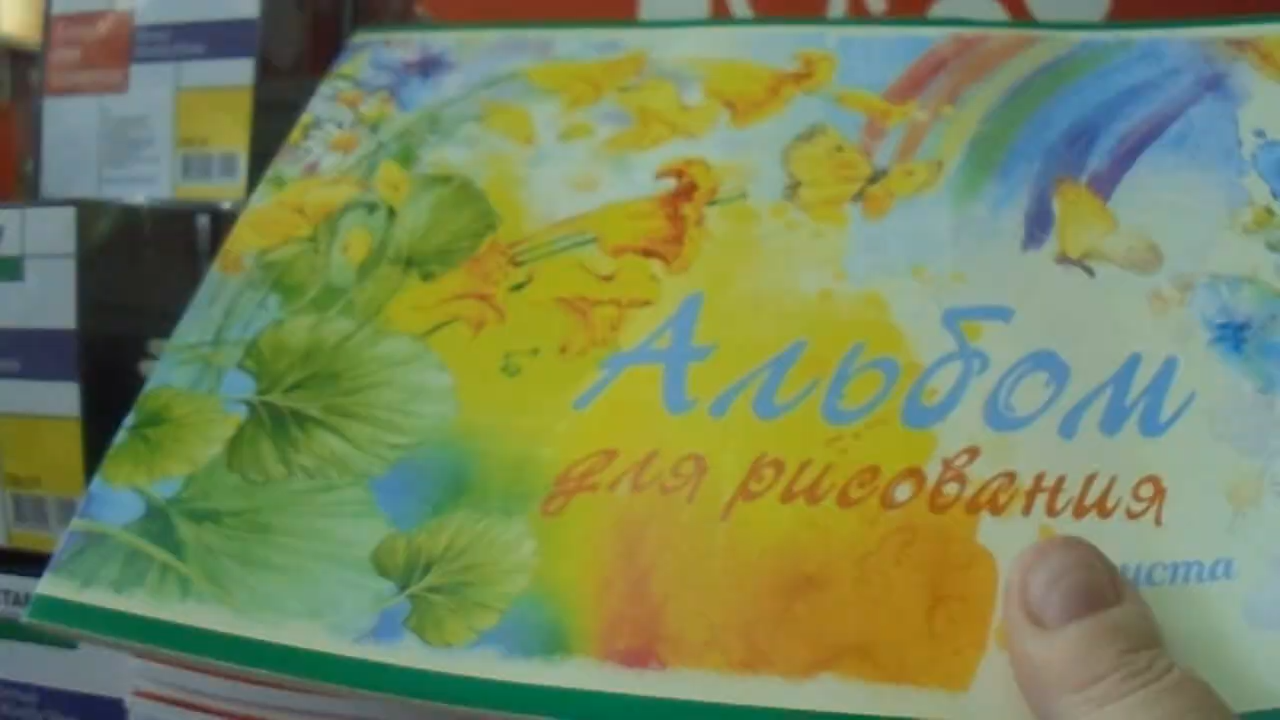 Альбом
для рисования